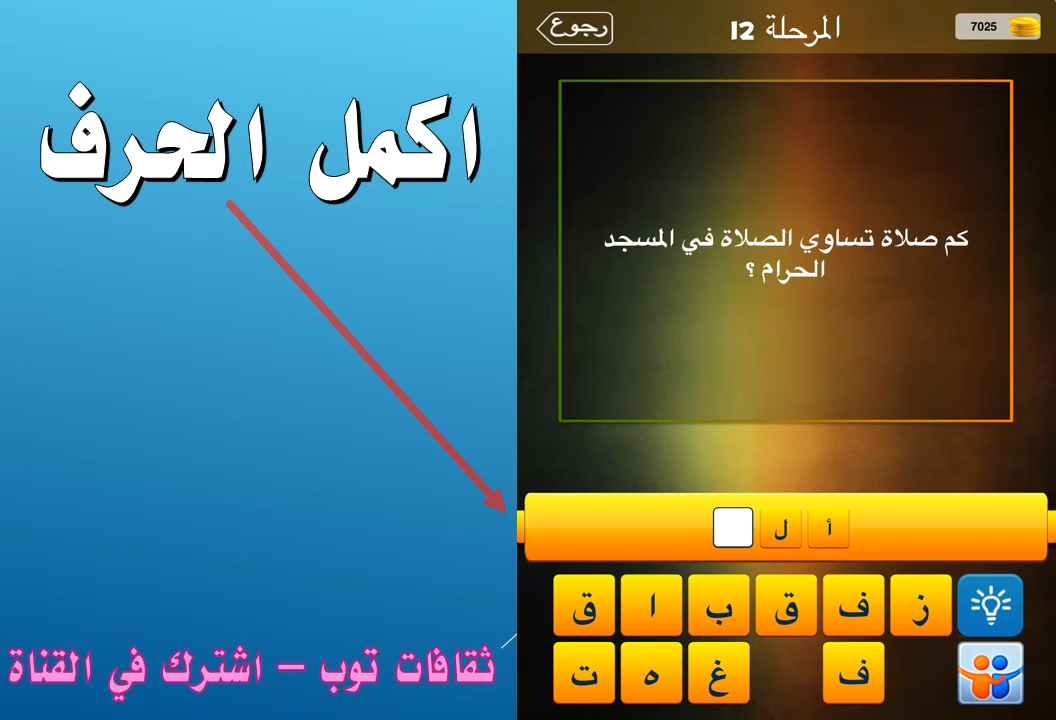 اكمل الحرف
ثقافات توب – اشترك في القناة
رجوع
المرحلة 12
7025
كم صلاة تساوي الصلاة في المسجد
الحرام ؟
أ ل
ز ف ق ب ا ق
ف غ ه ت